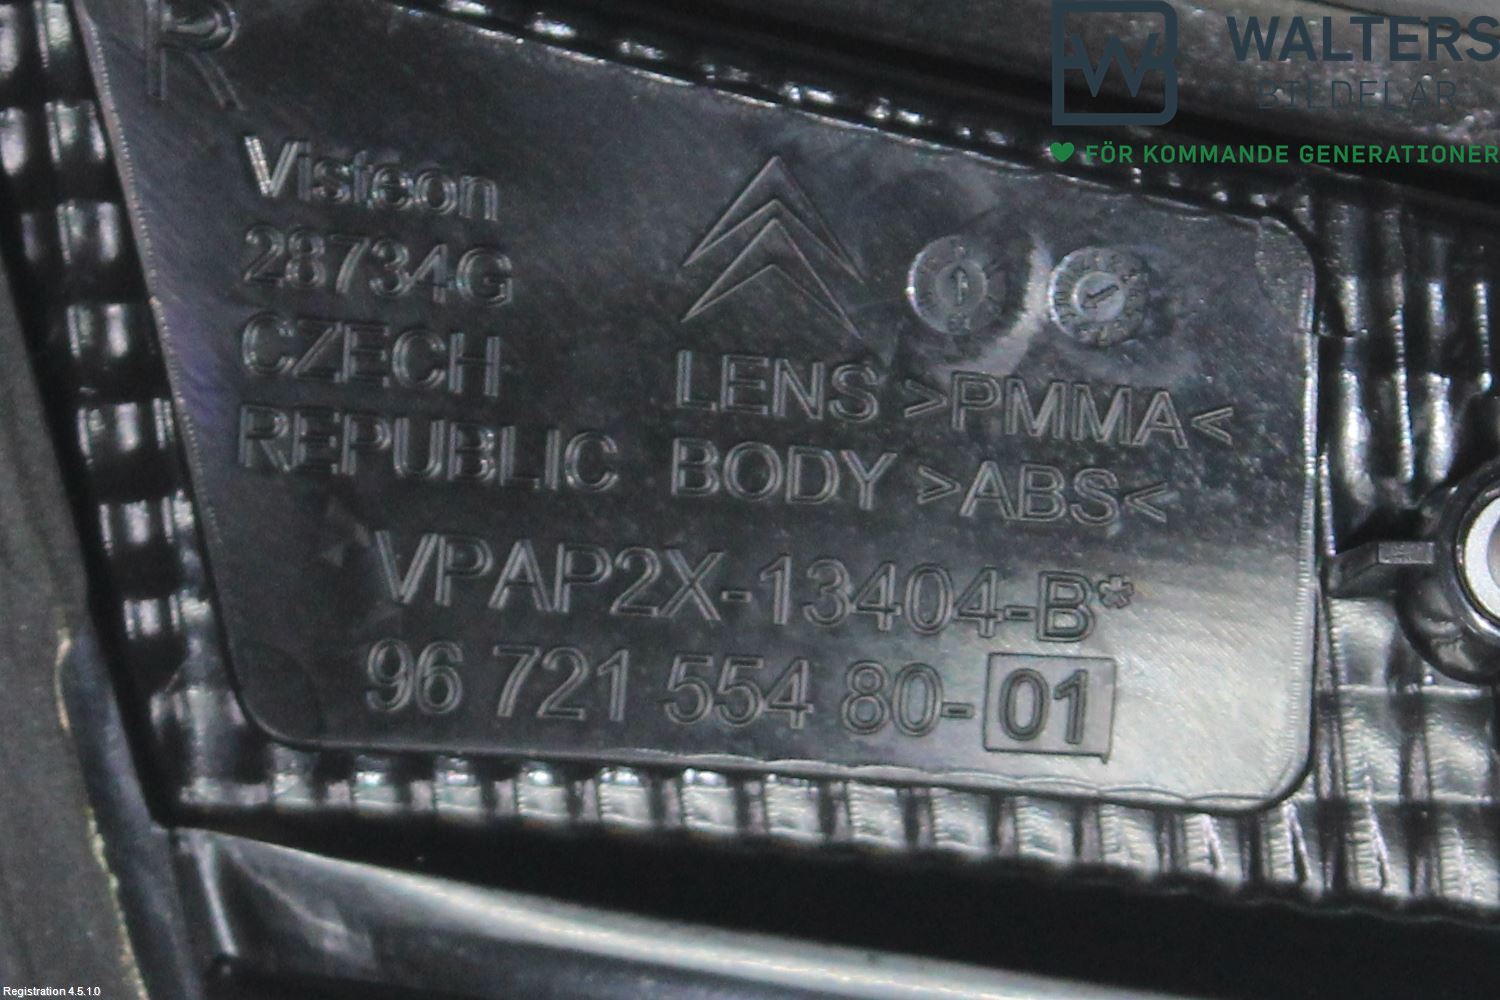 R
WALTERS
BILDELAR
FÖR KOMMANDE GENERATIONER
Visteon
28734G
CZECH
REPUBLIC
LENS >PMMA<
BODY >ABS<
VPAP2X-13404-B*
96 721 554 80-01
Registration 4.5.1.0